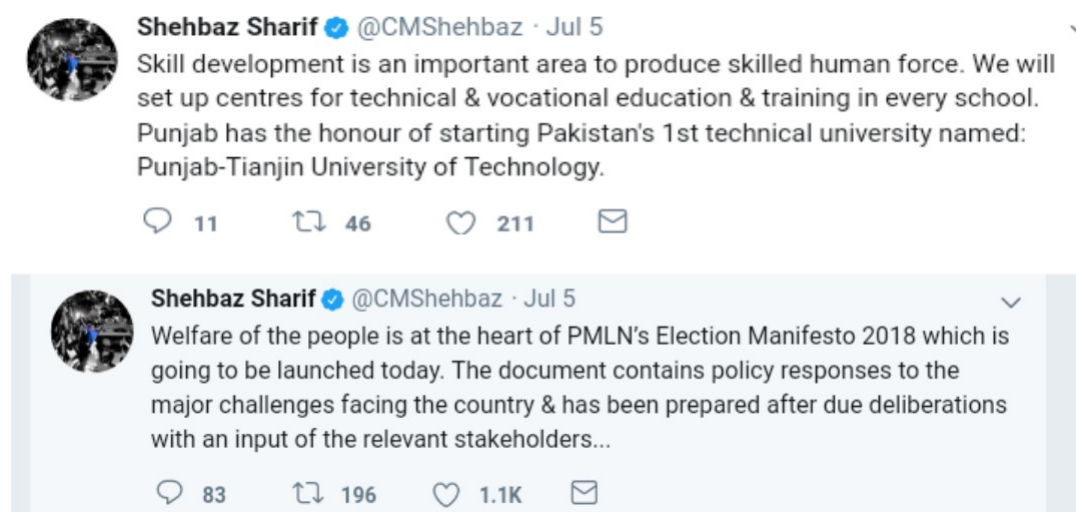 Shehbaz Sharif @CMShehbaz · Jul 5
Skill development is an important area to produce skilled human force. We will
set up centres for technical & vocational education & training in every school.
Punjab has the honour of starting Pakistan's 1st technical university named:
Punjab-Tianjin University of Technology.
11 46 211
Shehbaz Sharif @CMShehbaz · Jul 5
Welfare of the people is at the heart of PMLN’s Election Manifesto 2018 which is
going to be launched today. The document contains policy responses to the
major challenges facing the country & has been prepared after due deliberations
with an input of the relevant stakeholders...
83 196 1.1K